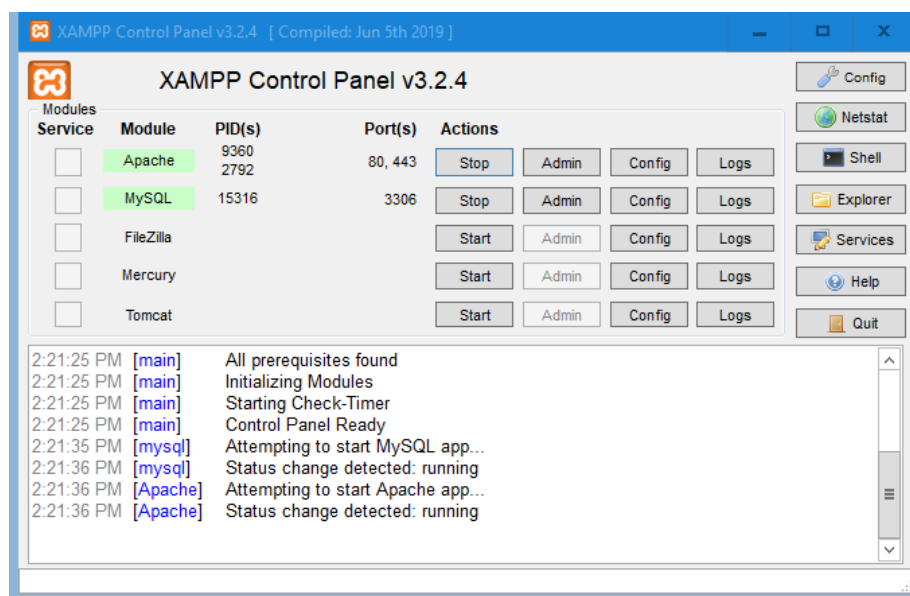 XAMPP Control Panel v3.2.4 [ Compiled: Jun 5th 2019 ]
XAMPP Control Panel v3.2.4
Config
Modules
Service Module PID(s) Port(s) Actions
Netstat
Apache 9360 2792 80, 443 Stop Admin Config Logs
Shell
MySQL 15316 3306 Stop Admin Config Logs
Explorer
FileZilla Start Admin Config Logs
Services
Mercury Start Admin Config Logs
Help
Tomcat Start Admin Config Logs
Quit
2:21:25 PM [main] All prerequisites found
2:21:25 PM [main] Initializing Modules
2:21:25 PM [main] Starting Check-Timer
2:21:25 PM [main] Control Panel Ready
2:21:35 PM [mysql] Attempting to start MySQL app...
2:21:36 PM [mysql] Status change detected: running
2:21:36 PM [Apache] Attempting to start Apache app...
2:21:36 PM [Apache] Status change detected: running